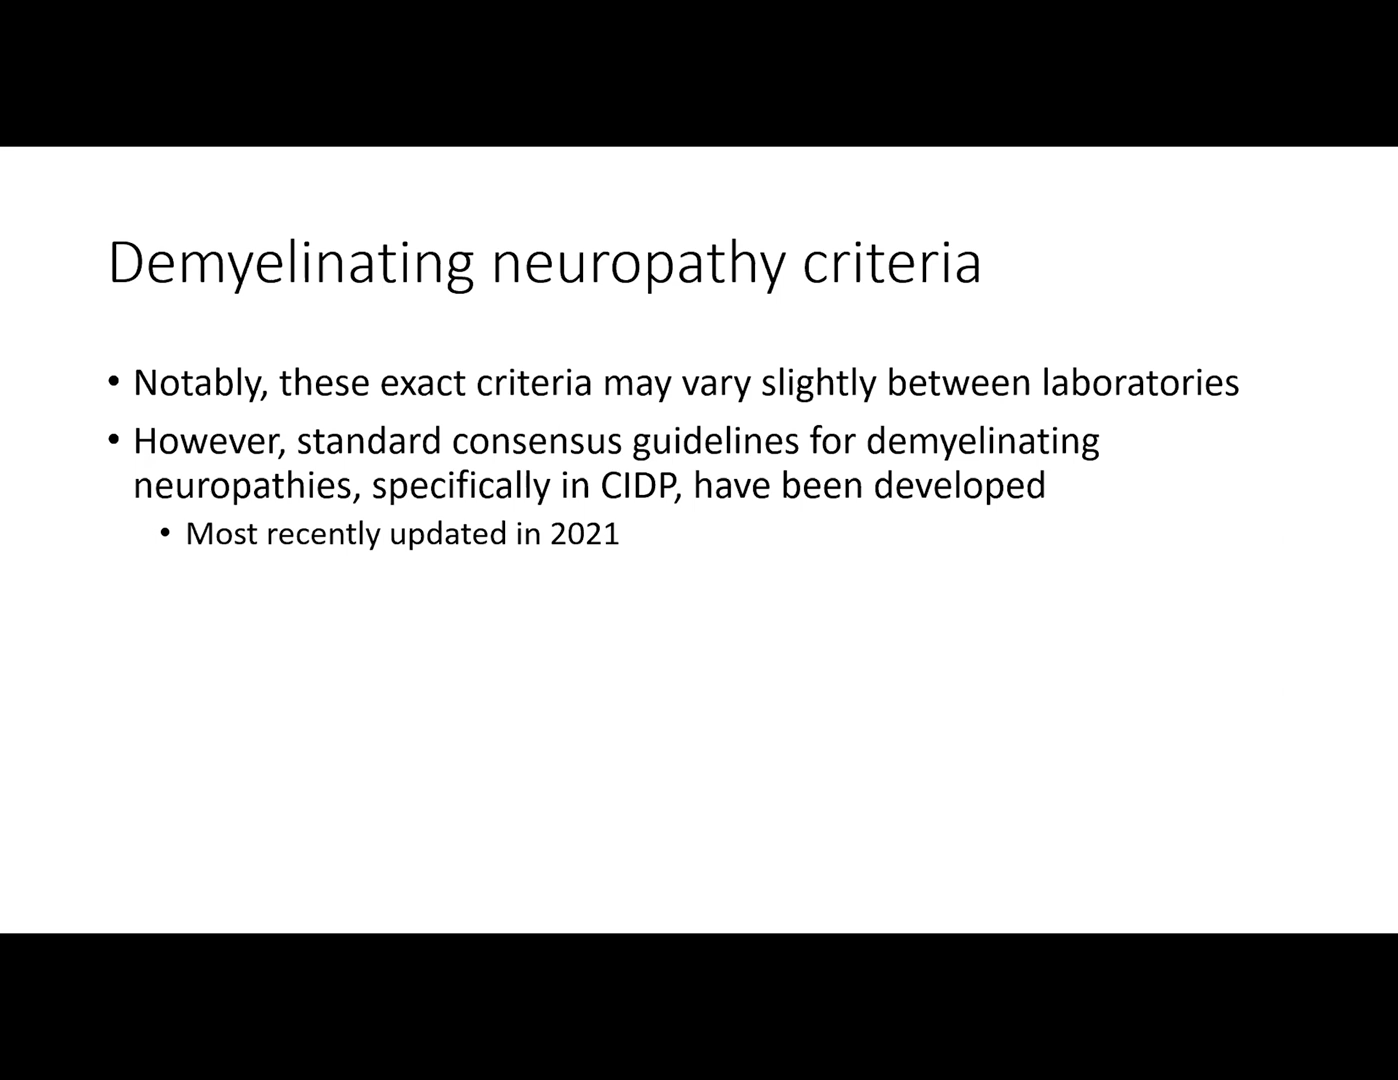 Demyelinating neuropathy criteria
• Notably, these exact criteria may vary slightly between laboratories
• However, standard consensus guidelines for demyelinating
neuropathies, specifically in CIDP, have been developed
• Most recently updated in 2021